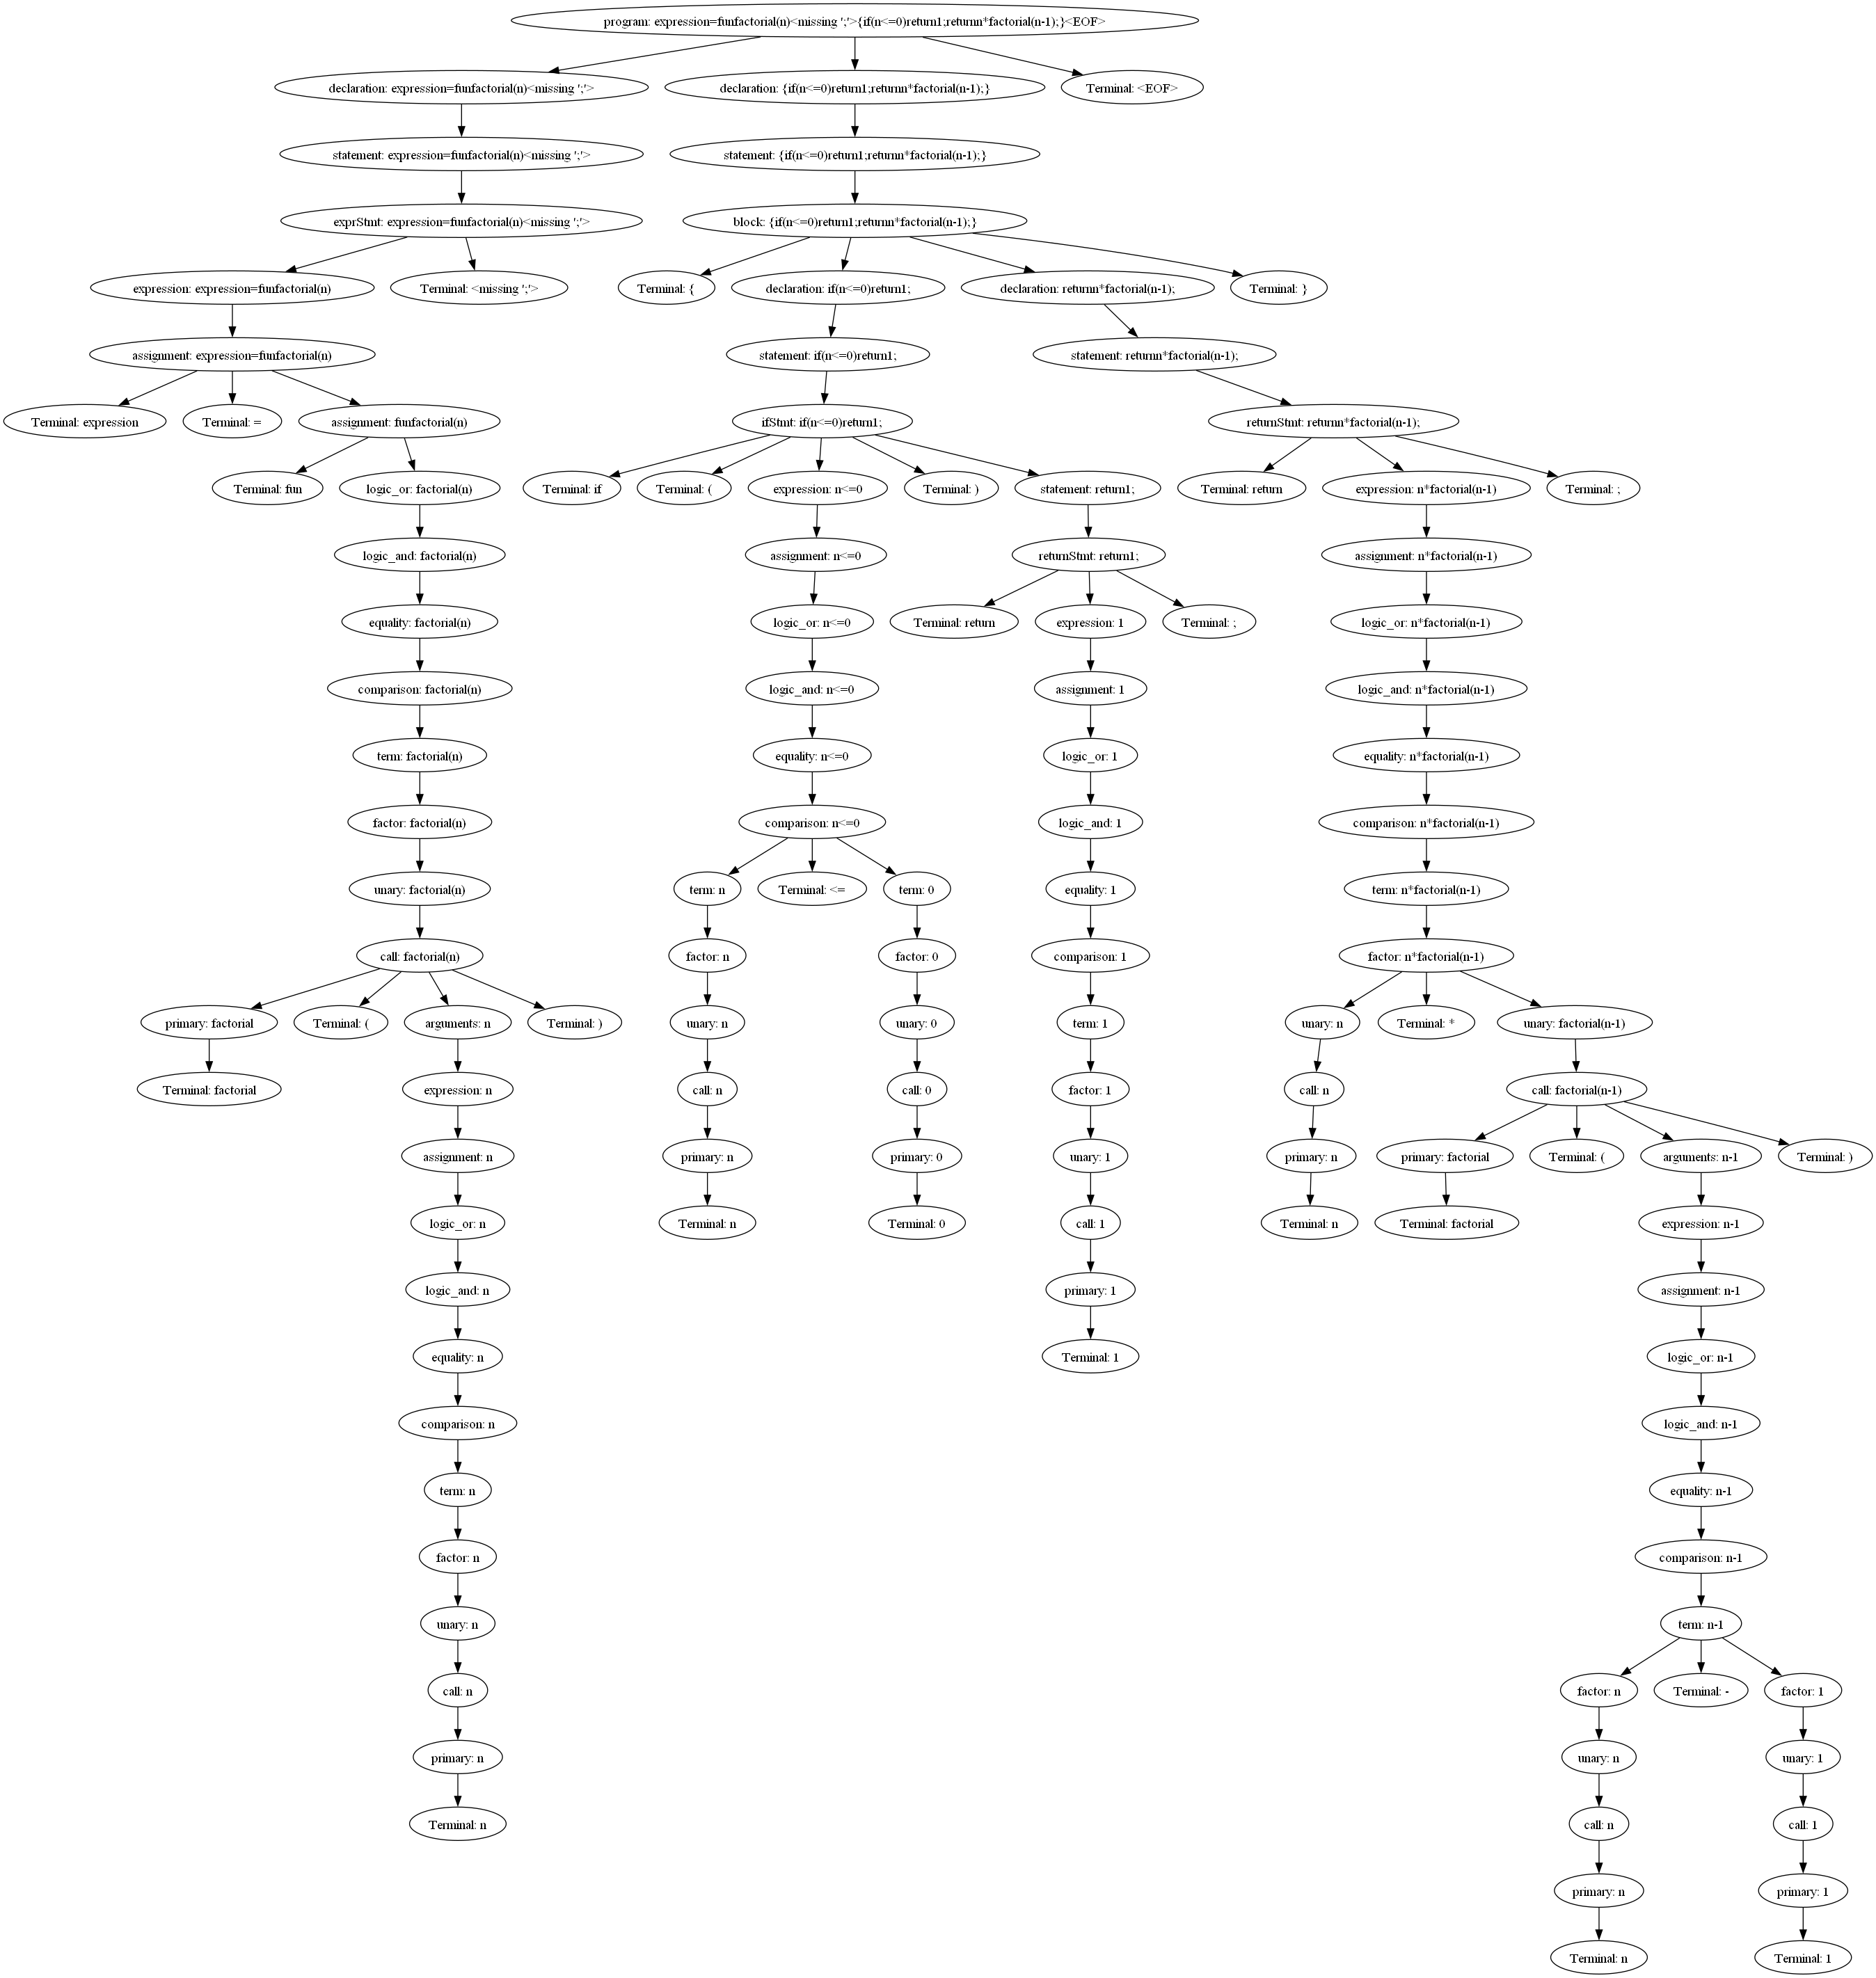 program: expression=funfactorial(n)<missing ';'>{if(n<=0)return1;returnn*factorial(n-1);}<EOF>
declaration: expression=funfactorial(n)<missing ';'>
declaration: {if(n<=0)return1;returnn*factorial(n-1);}
Terminal: <EOF>
statement: expression=funfactorial(n)<missing ';'>
statement: {if(n<=0)return1;returnn*factorial(n-1);}
exprStmt: expression=funfactorial(n)<missing ';'>
block: {if(n<=0)return1;returnn*factorial(n-1);}
expression: expression=funfactorial(n)
Terminal: <missing ';'>
Terminal: {
declaration: if(n<=0)return1;
declaration: returnn*factorial(n-1);
Terminal: }
assignment: expression=funfactorial(n)
statement: if(n<=0)return1;
statement: returnn*factorial(n-1);
Terminal: expression
Terminal: =
assignment: funfactorial(n)
ifStmt: if(n<=0)return1;
returnStmt: returnn*factorial(n-1);
Terminal: fun
logic_or: factorial(n)
Terminal: if
Terminal: (
expression: n<=0
Terminal: )
statement: return1;
Terminal: return
expression: n*factorial(n-1)
Terminal: ;
logic_and: factorial(n)
assignment: n<=0
returnStmt: return1;
assignment: n*factorial(n-1)
equality: factorial(n)
logic_or: n<=0
Terminal: return
expression: 1
Terminal: ;
logic_or: n*factorial(n-1)
comparison: factorial(n)
logic_and: n<=0
assignment: 1
logic_and: n*factorial(n-1)
term: factorial(n)
equality: n<=0
logic_or: 1
equality: n*factorial(n-1)
factor: factorial(n)
comparison: n<=0
logic_and: 1
comparison: n*factorial(n-1)
unary: factorial(n)
term: n
Terminal: <=
term: 0
equality: 1
term: n*factorial(n-1)
call: factorial(n)
factor: n
factor: 0
comparison: 1
factor: n*factorial(n-1)
primary: factorial
Terminal: (
arguments: n
Terminal: )
unary: n
unary: 0
term: 1
unary: n
Terminal: *
unary: factorial(n-1)
Terminal: factorial
expression: n
call: n
call: 0
factor: 1
call: n
call: factorial(n-1)
assignment: n
primary: n
primary: 0
unary: 1
primary: n
primary: factorial
Terminal: (
arguments: n-1
Terminal: )
logic_or: n
Terminal: n
Terminal: 0
call: 1
Terminal: n
Terminal: factorial
expression: n-1
logic_and: n
primary: 1
assignment: n-1
equality: n
Terminal: 1
logic_or: n-1
comparison: n
logic_and: n-1
term: n
equality: n-1
factor: n
comparison: n-1
unary: n
term: n-1
call: n
factor: n
Terminal: -
factor: 1
primary: n
unary: n
unary: 1
Terminal: n
call: n
call: 1
primary: n
primary: 1
Terminal: n
Terminal: 1